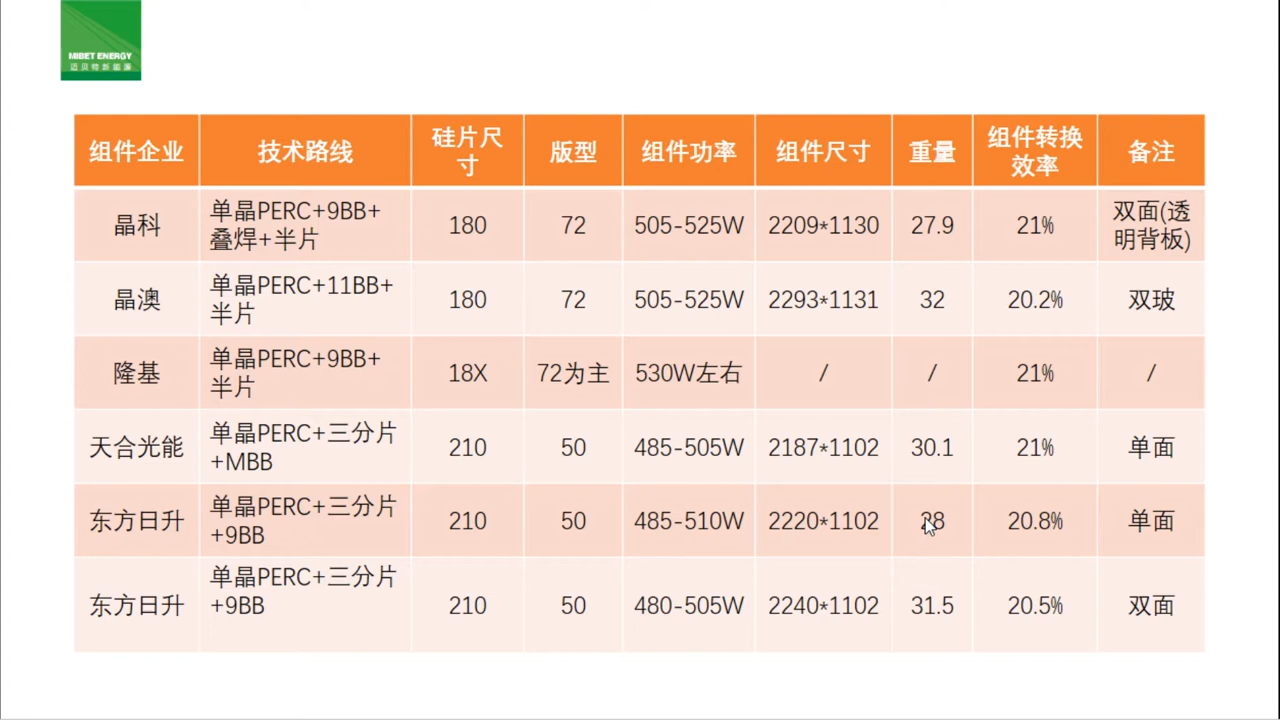 MIBET ENERGY
迈贝特新能源
组件企业 技术路线 硅片尺寸 版型 组件功率 组件尺寸 重量 组件转换效率 备注
晶科 单晶PERC+9BB+叠焊+半片 180 72 505-525W 2209*1130 27.9 21% 双面(透明背板)
晶澳 单晶PERC+11BB+半片 180 72 505-525W 2293*1131 32 20.2% 双玻
隆基 单晶PERC+9BB+半片 18X 72为主 530W左右 / / 21% /
天合光能 单晶PERC+三分片+MBB 210 50 485-505W 2187*1102 30.1 21% 单面
东方日升 单晶PERC+三分片+9BB 210 50 485-510W 2220*1102 28 20.8% 单面
东方日升 单晶PERC+三分片+9BB 210 50 480-505W 2240*1102 31.5 20.5% 双面